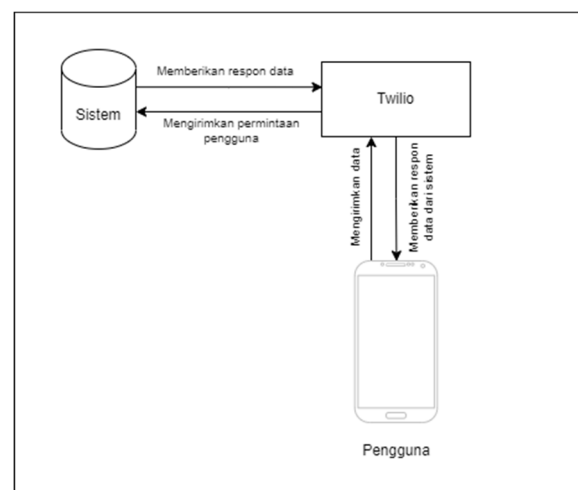 Memberikan respon data
Sistem
Twilio
Mengirimkan permintaan
pengguna
Mengirimkan data
Memberikan respon
data dari sistem
Pengguna